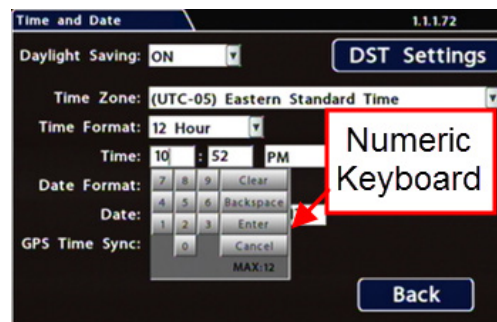 Time and Date 1.1.1.72
Daylight Saving: ON DST Settings
Time Zone: (UTC-05) Eastern Standard Time
Time Format: 12 Hour
Time: 10 : 52 PM
Numeric
Keyboard
Date Format:
7 8 9 Clear
Date:
4 5 6 Backspace
1 2 3 Enter
GPS Time Sync:
0 Cancel
MAX:12
Back